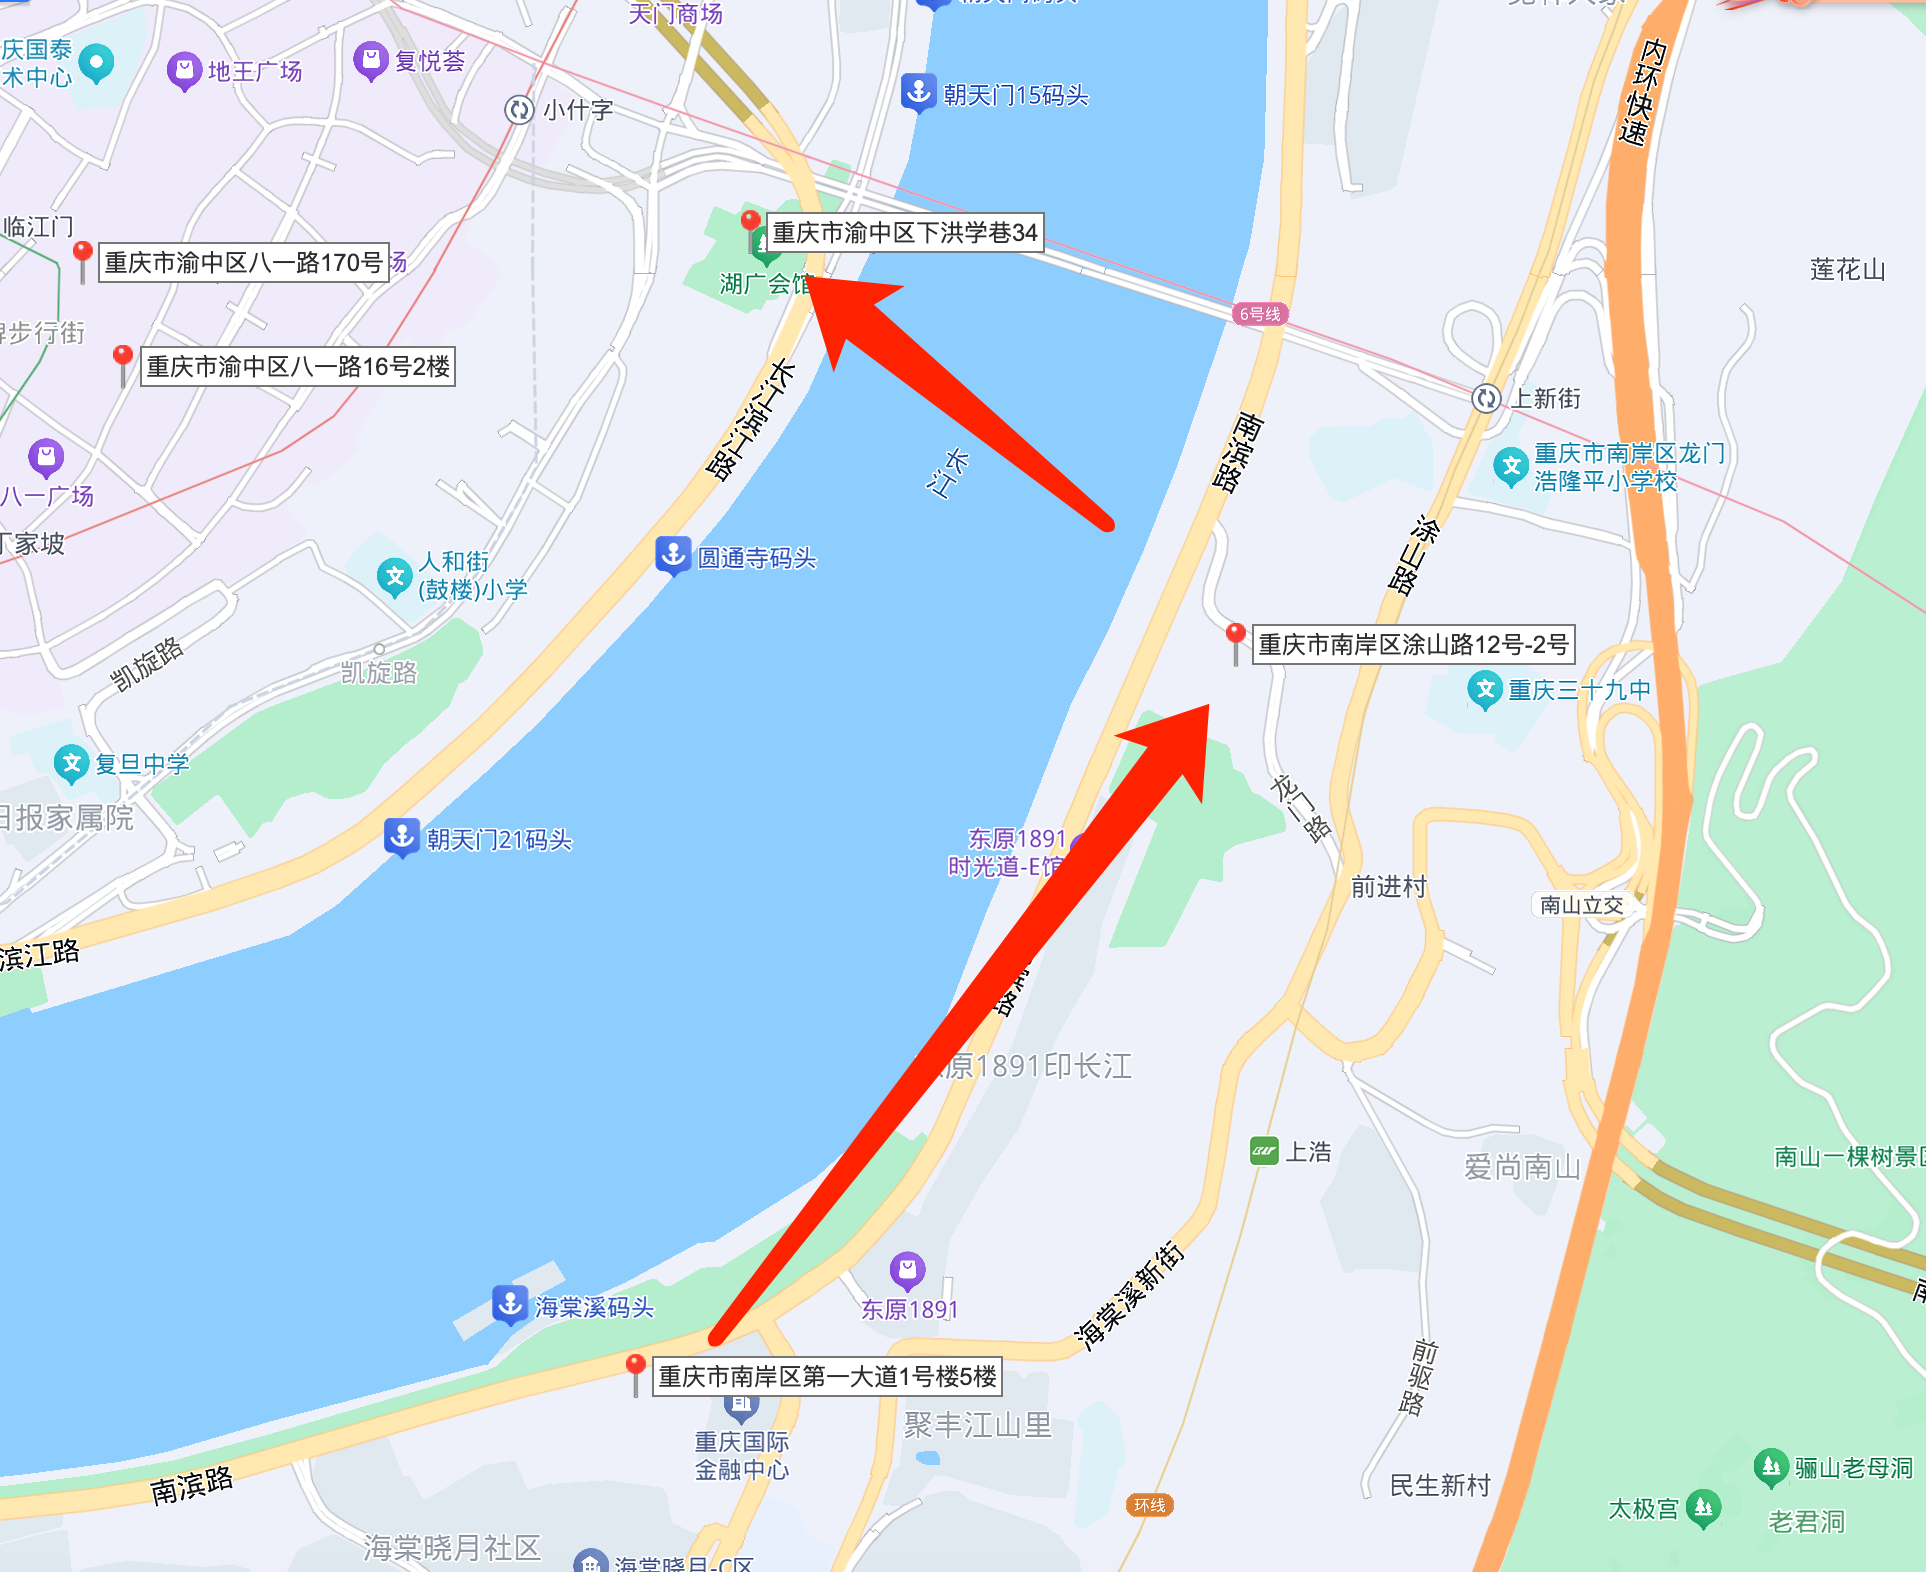 天门商场
庆国泰
术中心
地王广场
复悦荟
小什字
朝天门15码头
内环快速
临江门
重庆市渝中区八一路170号
场
重庆市渝中区下洪学巷34
湖广会馆
莲花山
6号线
步行街
重庆市渝中区八一路16号2楼
长江滨江路
上新街
南滨路
长江
重庆市南岸区龙门
浩隆平小学校
八一广场
丁家坡
人和街
(鼓楼)小学
圆通寺码头
涂山路
重庆市南岸区涂山路12号-2号
凯旋路
凯旋路
重庆三十九中
复旦中学
日报家属院
朝天门21码头
东原1891
时光道-E馆
龙门路
前进村
南山立交
滨江路
路
原1891印长江
上浩
爱尚南山
南山一棵树景区
海棠溪码头
东原1891
海棠溪新街
南
重庆市南岸区第一大道1号楼5楼
前驱路
重庆国际
金融中心
聚丰江山里
南滨路
环线
民生新村
骊山老母洞
太极宫
老君洞
海棠晓月社区
海棠晓月-C区